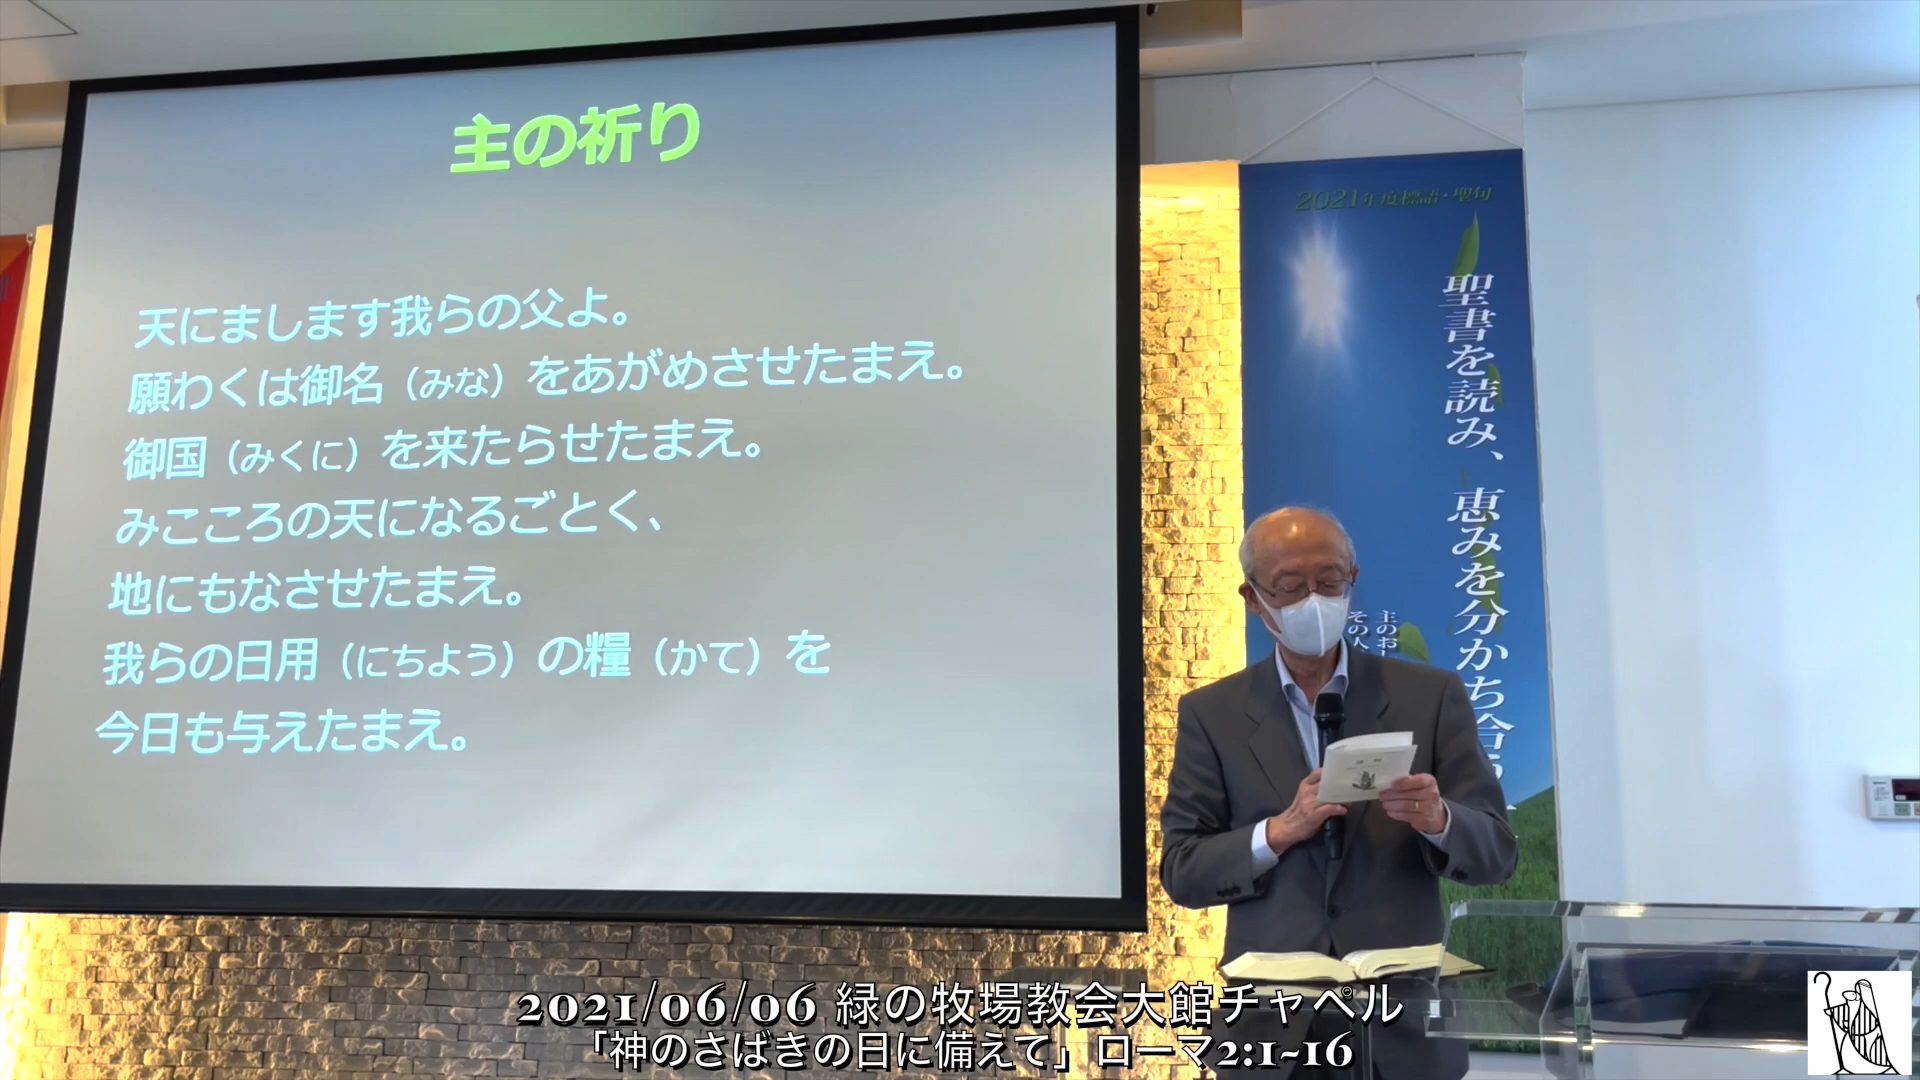 主の祈り
天にまします我らの父よ。
願わくは御名（みな）をあがめさせたまえ。
御国（みくに）を来たらせたまえ。
みこころの天になるごとく、
地にもなさせたまえ。
我らの日用（にちよう）の糧（かて）を
今日も与えたまえ。
2021年度標語・聖句
聖書を読み、恵みを分かち合
主のお
その人
2021/06/06 緑の牧場教会大館チャペル
「神のさばきの日に備えて」ローマ2:1~16